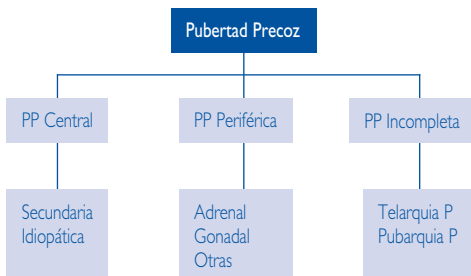 Pubertad Precoz
PP Central
PP Periférica
PP Incompleta
Secundaria
Idiopática
Adrenal
Gonadal
Otras
Telarquia P
Pubarquia P